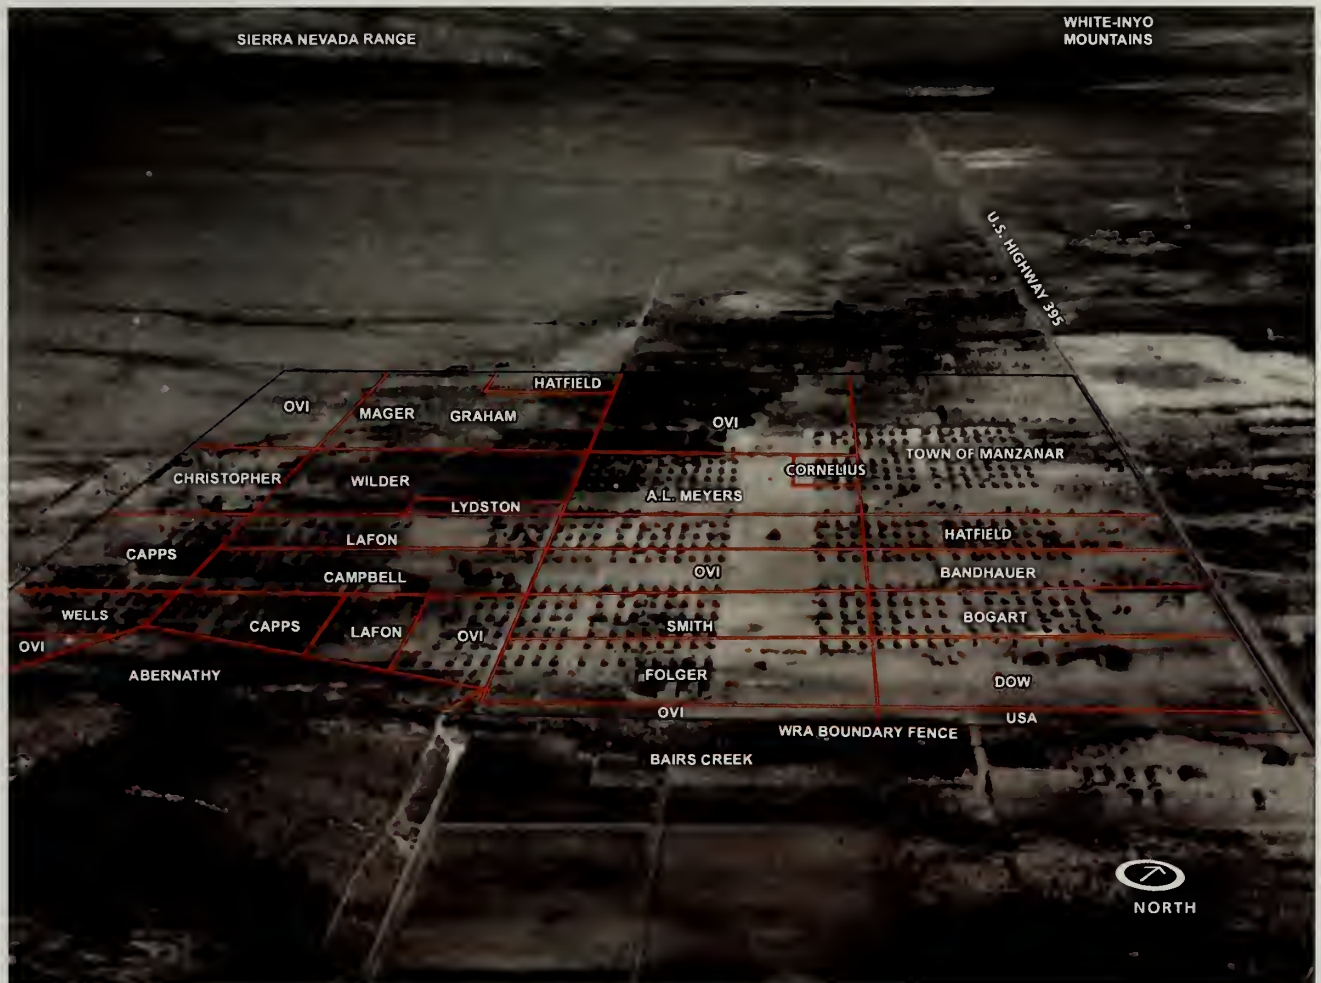 SIERRA NEVADA RANGE
WHITE-INYO
MOUNTAINS
U.S. HIGHWAY 395
HATFIELD
OVI
MAGER
GRAHAM
OVI
TOWN OF MANZANAR
CORNELIUS
CHRISTOPHER
WILDER
A.L. MEYERS
LYDSTON
LAFON
HATFIELD
CAPPS
CAMPBELL
OVI
BANDHAUER
WELLS
CAPPS
LAFON
OVI
SMITH
BOGART
OVI
ABERNATHY
FOLGER
DOW
OVI
USA
WRA BOUNDARY FENCE
BAIRS CREEK
NORTH